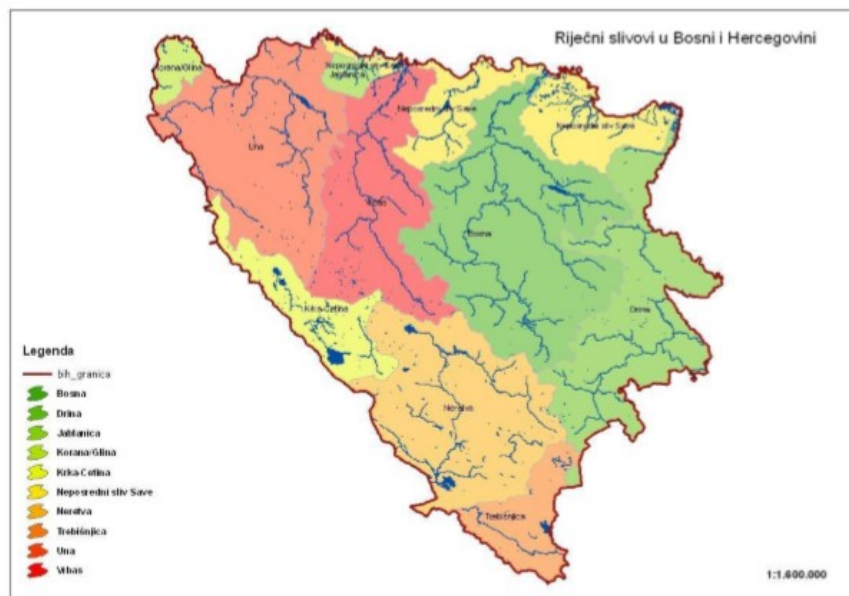 Riječni slivovi u Bosni i Hercegovini
Korana/Glina
Neposredni sliv Save
Jablanica
Neposredni sliv Save
Neposredni sliv Save
Una
Vrbas
Bosna
Drina
Krka-Cetina
Neretva
Trebišnjica
Legenda
bih_granica
Bosna
Drina
Jablanica
Korana/Glina
Krka-Cetina
Neposredni sliv Save
Neretva
Trebišnjica
Una
Vrbas
1:1.600.000